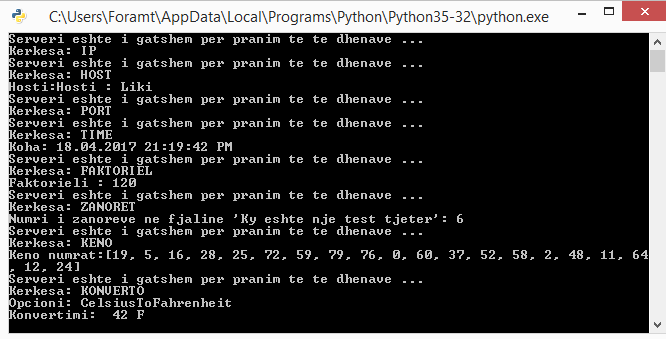 C:\Users\Foramt\AppData\Local\Programs\Python\Python35-32\python.exe
Serveri eshte i gatshem per pranim te te dhenave ...
Kerkesa: IP
Serveri eshte i gatshem per pranim te te dhenave ...
Kerkesa: HOST
Hosti:Hosti : Liki
Serveri eshte i gatshem per pranim te te dhenave ...
Kerkesa: PORT
Serveri eshte i gatshem per pranim te te dhenave ...
Kerkesa: TIME
Koha: 18.04.2017 21:19:42 PM
Serveri eshte i gatshem per pranim te te dhenave ...
Kerkesa: FAKTORIEL
Faktorieli : 120
Serveri eshte i gatshem per pranim te te dhenave ...
Kerkesa: ZANORET
Numri i zanoreve ne fjaline 'Ky eshte nje test tjeter': 6
Serveri eshte i gatshem per pranim te te dhenave ...
Kerkesa: KENO
Keno numrat:[19, 5, 16, 28, 25, 72, 59, 79, 76, 0, 60, 37, 52, 58, 2, 48, 11, 64
, 12, 24]
Serveri eshte i gatshem per pranim te te dhenave ...
Kerkesa: KONVERTO
Opcioni: CelsiusToFahrenheit
Konvertimi:  42 F